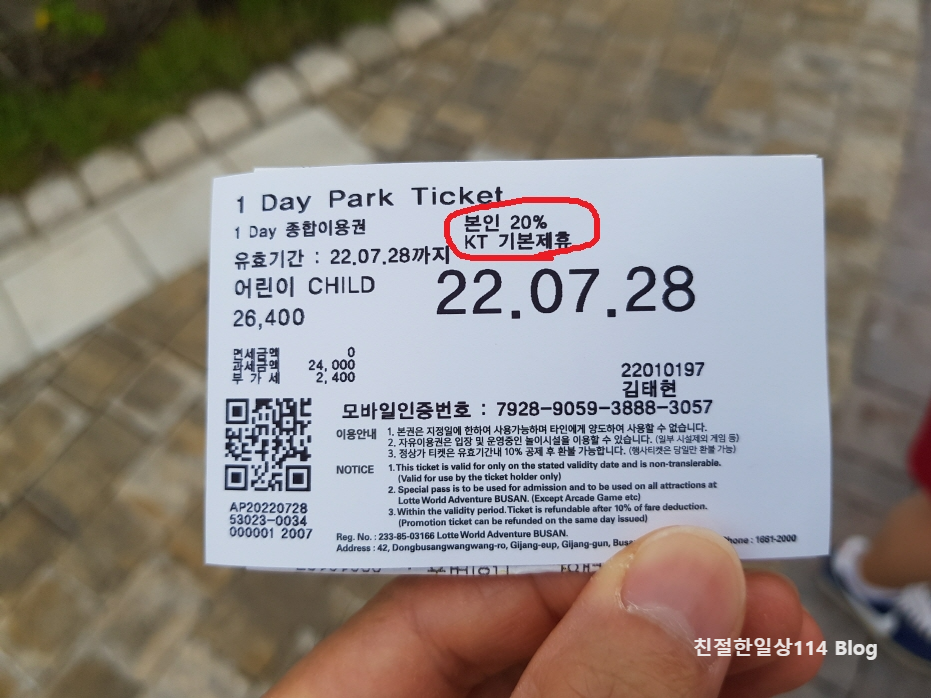 1 Day Park Ticket
1 Day 종합이용권
본인 20%
KT 기본제휴
유효기간 : 22.07.28까지
어린이 CHILD
22.07.28
26,400
면세금액 0
과세금액 24,000
부 가 세 2,400
22010197
김태현
모바일인증번호 : 7928-9059-3888-3057
이용안내 1. 본권은 지정일에 한하여 사용가능하며 타인에게 양도하여 사용할 수 없습니다.
2. 자유이용권은 입장 및 운영중인 놀이시설을 이용할 수 있습니다. (일부 시설제외 게임 등)
3. 정상가 티켓은 유효기간내 10% 공제 후 환불 가능합니다. (행사티켓은 당일만 환불 가능)
NOTICE 1. This ticket is valid for only on the stated validity date and is non-transferable.
(Valid for use by the ticket holder only)
2. Special pass is to be used for admission and to be used on all attractions at
Lotte World Adventure BUSAN. (Except Arcade Game etc)
3. Within the validity period. Ticket is refundable after 10% of fare deduction.
(Promotion ticket can be refunded on the same day issued)
AP20220728
53023-0034
000001 2007
Reg. No. : 233-85-03166 Lotte World Adventure BUSAN.
Address : 42, Dongbusangwangwang-ro, Gijang-eup, Gijang-gun, Phone : 1661-2000
친절한일상114 Blog